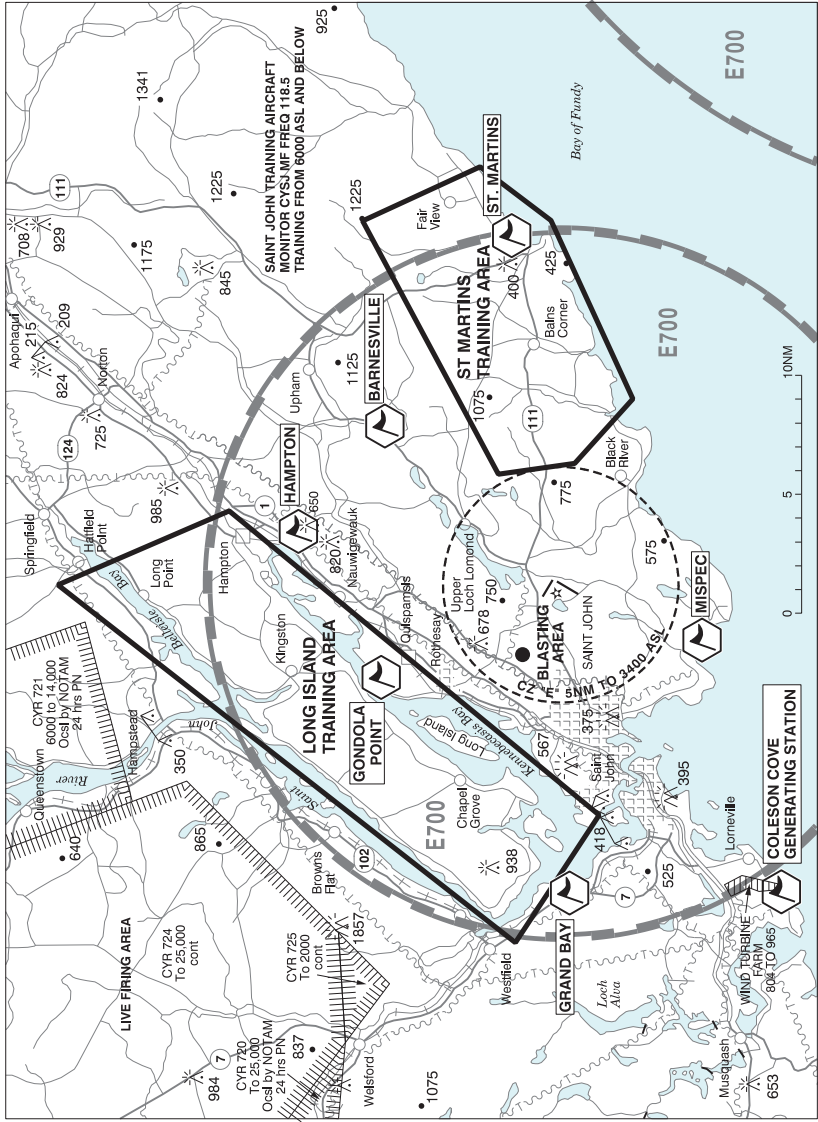 925
1341
SAINT JOHN TRAINING AIRCRAFT
MONITOR CYSJ MF FREQ 118.5
TRAINING FROM 6000 ASL AND BELOW
E700
111
1225
1225
Bay of Fundy
708
929
1175
845
Fair
View
ST. MARTINS
Apohaqui
215
209
824
Norton
725
124
985
Upham
1125
BARNESVILLE
ST MARTINS
TRAINING AREA
400
425
Bains
Corner
1075
111
E700
10NM
5
0
Springfield
Hatfield
Point
Long
Point
Belleisle
Bay
Hampton
1
HAMPTON
650
820
Nauwigewauk
Black
River
775
575
Upper
Loch Lomond
750
678
BLASTING
AREA
SAINT JOHN
CZ "E" 5NM TO 3400 ASL
MISPEC
CYR 721
6000 to 14,000
Ocsl by NOTAM
24 hrs PN
Queenstown
River
Hampstead
350
John
Saint
Kingston
LONG ISLAND
TRAINING AREA
GONDOLA
POINT
Quispamsis
Rothesay
Long Island
Kennebecasis Bay
567
375
Saint
John
395
418
640
865
LIVE FIRING AREA
CYR 724
To 25,000
cont
CYR 725
To 2000
cont
Browns
Flat
102
E700
Chapel
Grove
938
1857
Westfield
GRAND BAY
7
525
Lorneville
COLESON COVE
GENERATING STATION
WIND TURBINE
FARM
804 TO 965
Loch
Alva
Musquash
653
7
984
CYR 720
To 25,000
Ocsl by NOTAM
24 hrs PN
837
Welsford
1075